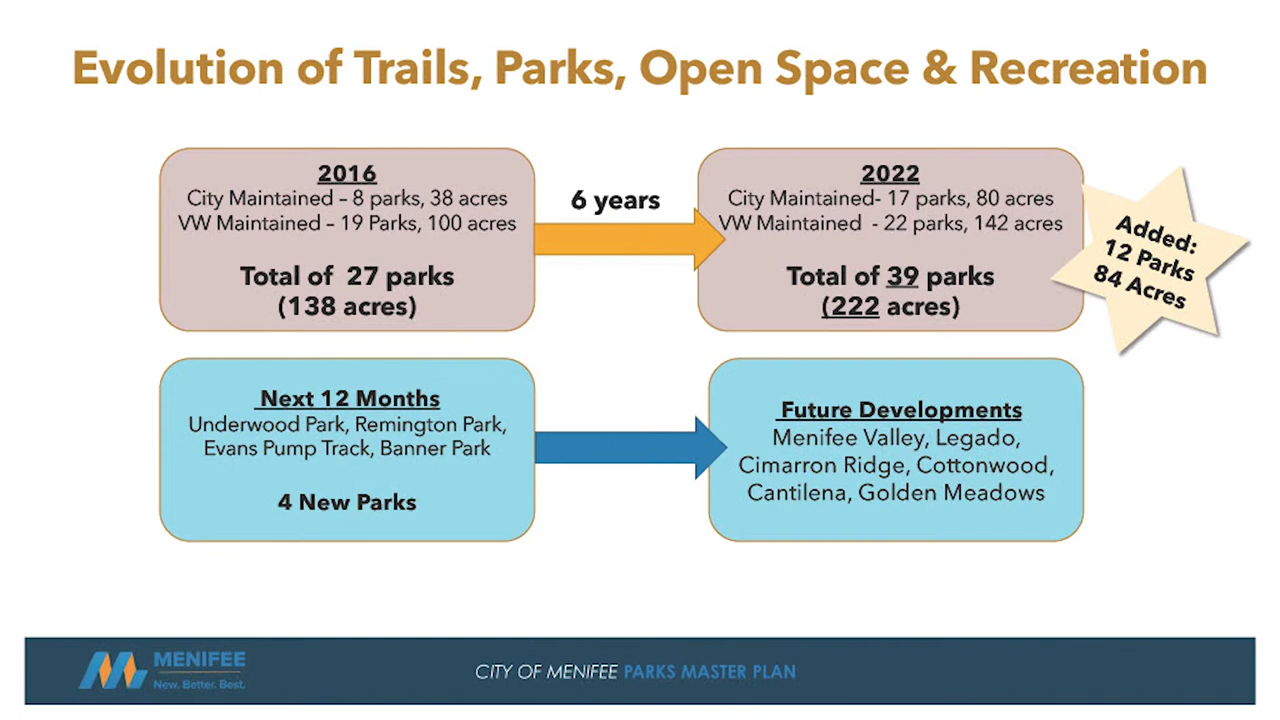 Evolution of Trails, Parks, Open Space & Recreation
2016
City Maintained – 8 parks, 38 acres
VW Maintained – 19 Parks, 100 acres
Total of 27 parks
(138 acres)
6 years
2022
City Maintained- 17 parks, 80 acres
VW Maintained - 22 parks, 142 acres
Total of 39 parks
(222 acres)
Added:
12 Parks
84 Acres
Next 12 Months
Underwood Park, Remington Park,
Evans Pump Track, Banner Park
4 New Parks
Future Developments
Menifee Valley, Legado,
Cimarron Ridge, Cottonwood,
Cantilena, Golden Meadows
MENIFEE
New. Better. Best.
CITY OF MENIFEE PARKS MASTER PLAN